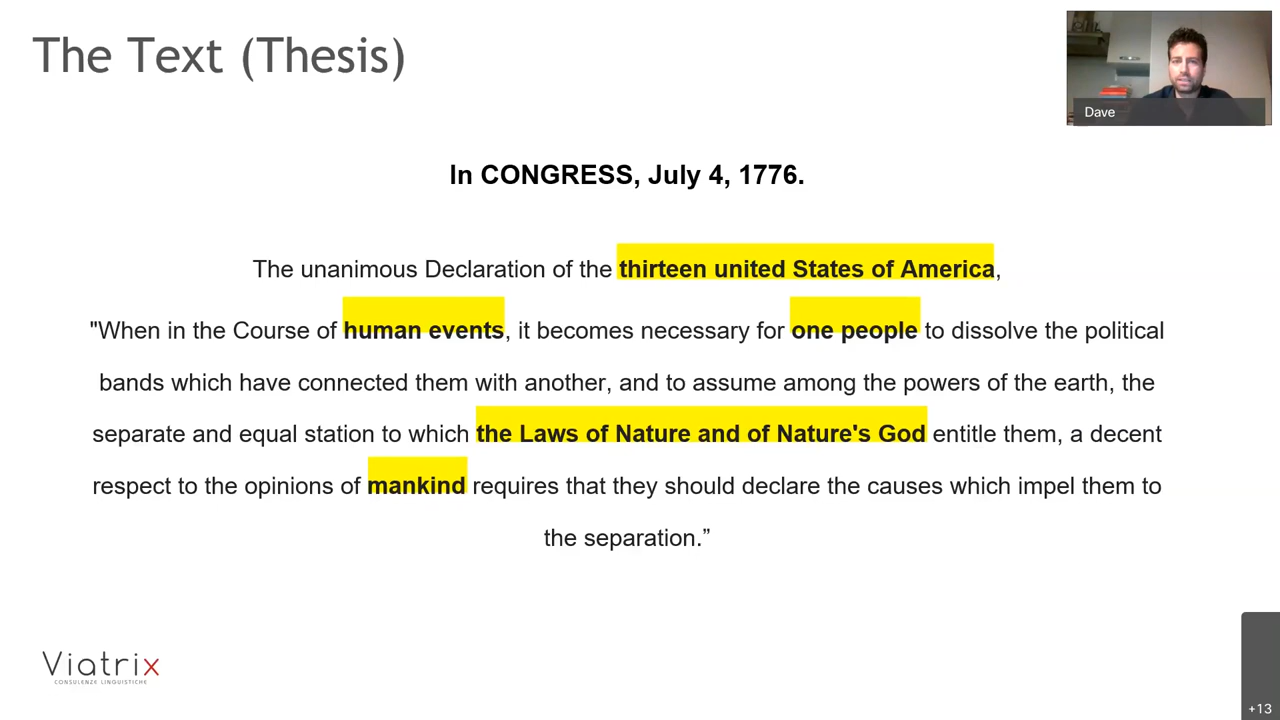 The Text (Thesis)
Dave
In CONGRESS, July 4, 1776.
The unanimous Declaration of the thirteen united States of America,
"When in the Course of human events, it becomes necessary for one people to dissolve the political
bands which have connected them with another, and to assume among the powers of the earth, the
separate and equal station to which the Laws of Nature and of Nature's God entitle them, a decent
respect to the opinions of mankind requires that they should declare the causes which impel them to
the separation.”
Viatrix
CONSULENZE LINGUISTICHE
+13